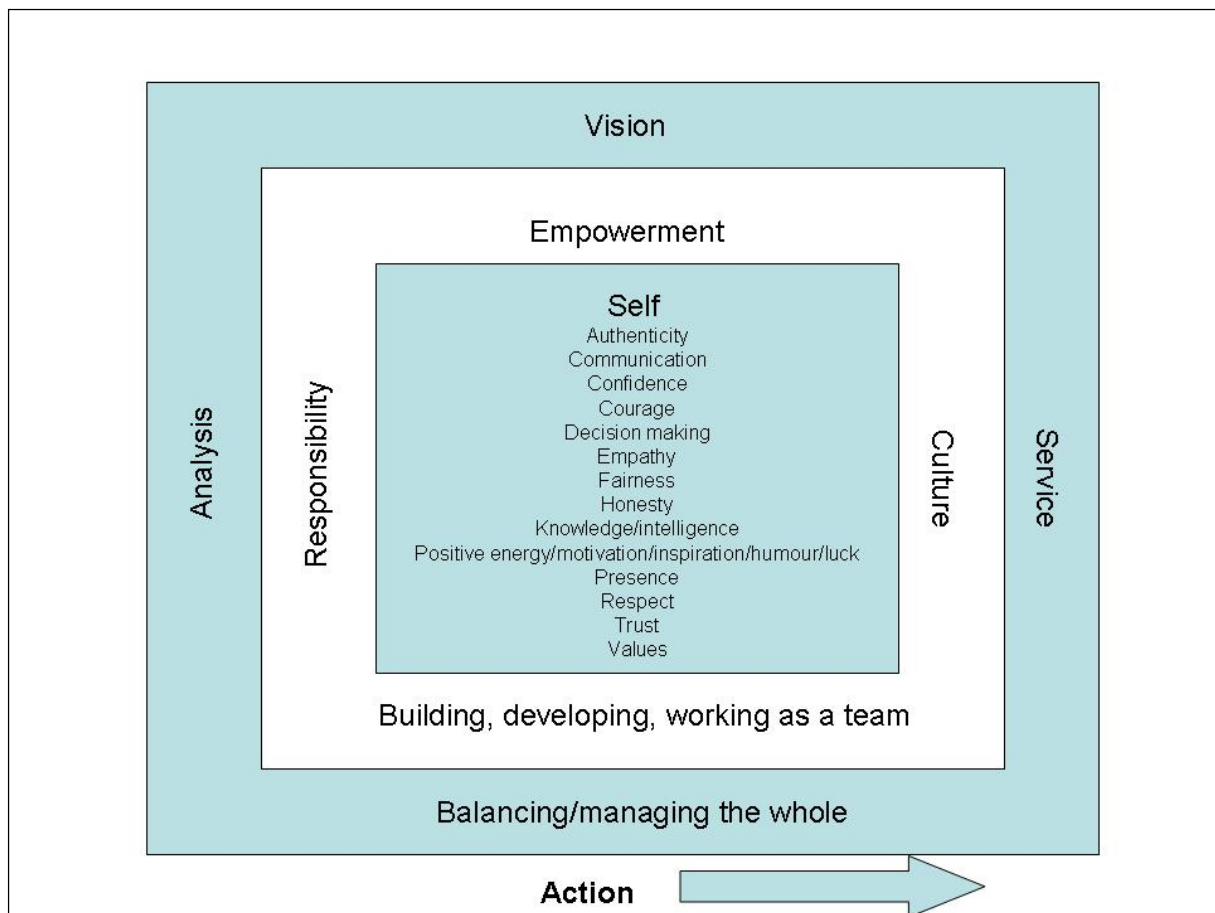 Vision
Empowerment
Self
Authenticity
Communication
Confidence
Courage
Decision making
Empathy
Fairness
Honesty
Knowledge/intelligence
Positive energy/motivation/inspiration/humour/luck
Presence
Respect
Trust
Values
Analysis
Responsibility
Culture
Service
Building, developing, working as a team
Balancing/managing the whole
Action